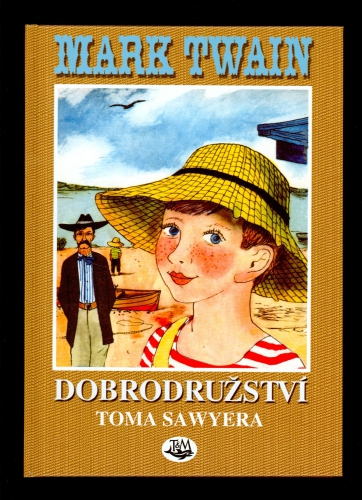 MARK TWAIN
DOBRODRUŽSTVÍ
TOMA SAWYERA
T&M